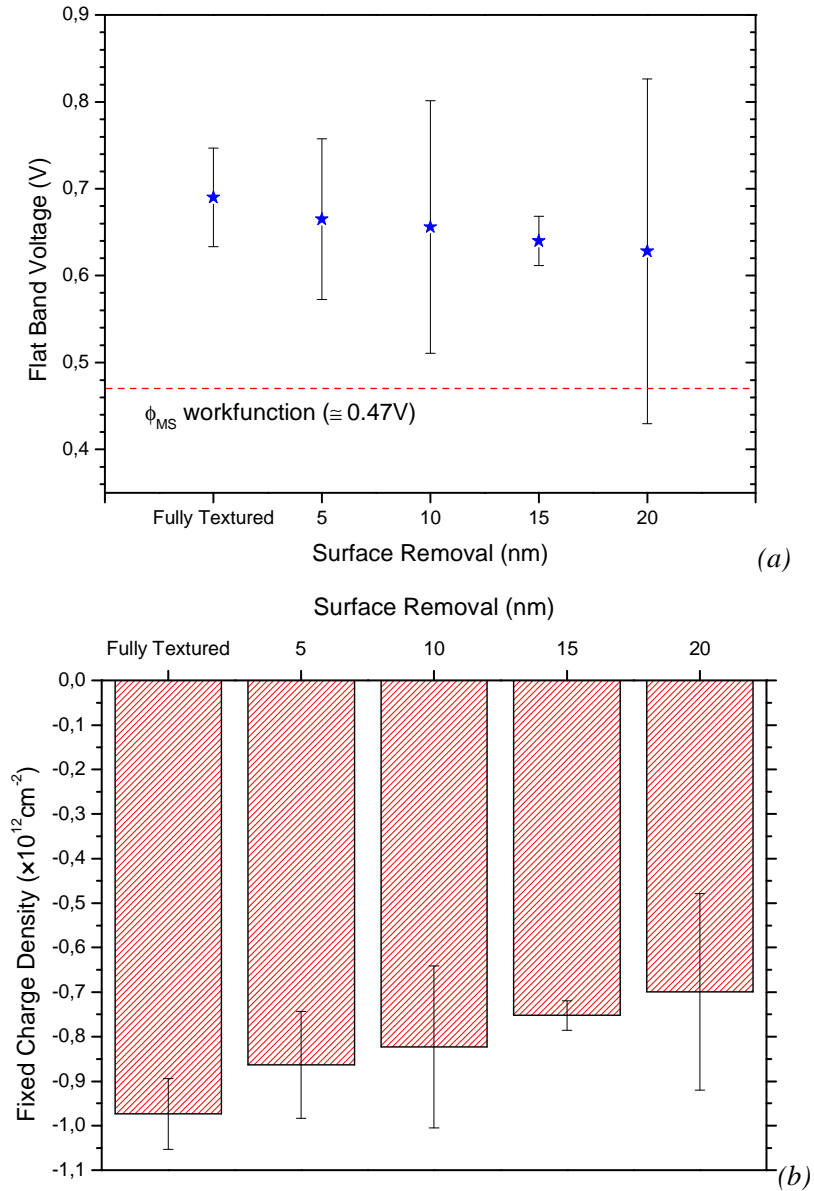 0,9
0,8
0,7
0,6
0,5
0,4
Flat Band Voltage (V)
ϕMS workfunction (≅ 0.47V)
Fully Textured 5 10 15 20
Surface Removal (nm)
(a)
Surface Removal (nm)
Fully Textured 5 10 15 20
0,0
-0,1
-0,2
-0,3
-0,4
-0,5
-0,6
-0,7
-0,8
-0,9
-1,0
-1,1
Fixed Charge Density (×10¹²cm⁻²)
(b)